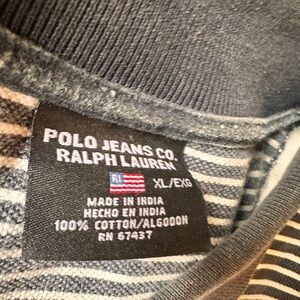 POLO JEANS CO.
RALPH LAUREN
RL XL/EXG
MADE IN INDIA
HECHO EN INDIA
100% COTTON/ALGODON
RN 67437